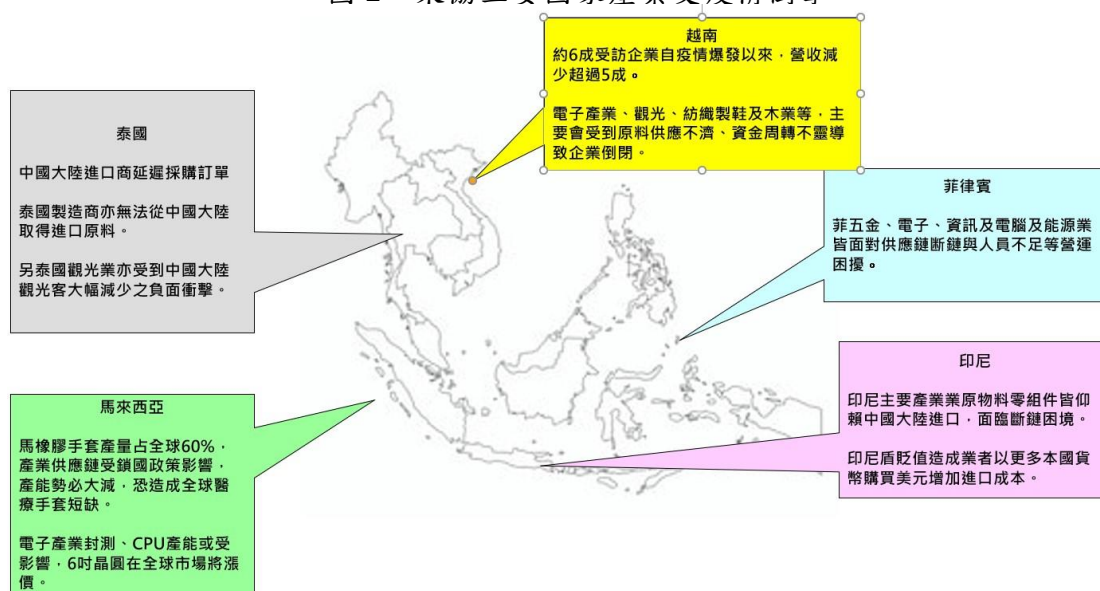 越南
約6成受訪企業自疫情爆發以來，營收減
少超過5成。
電子產業、觀光、紡織製鞋及木業等，主
要會受到原料供應不濟、資金周轉不靈導
致企業倒閉。
泰國
中國大陸進口商延遲採購訂單
泰國製造商亦無法從中國大陸
取得進口原料。
另泰國觀光業亦受到中國大陸
觀光客大幅減少之負面衝擊。
菲律賓
菲五金、電子、資訊及電腦及能源業
皆面對供應鏈斷鏈與人員不足等營運
困擾。
馬來西亞
馬橡膠手套產量占全球60%，
產業供應鏈受鎖國政策影響，
產能勢必大減，恐造成全球醫
療手套短缺。
電子產業封測、CPU產能或受
影響，6吋晶圓在全球市場將漲
價。
印尼
印尼主要產業業原物料零組件皆仰
賴中國大陸進口，面臨斷鏈困境。
印尼盾貶值造成業者以更多本國貨
幣購買美元增加進口成本。